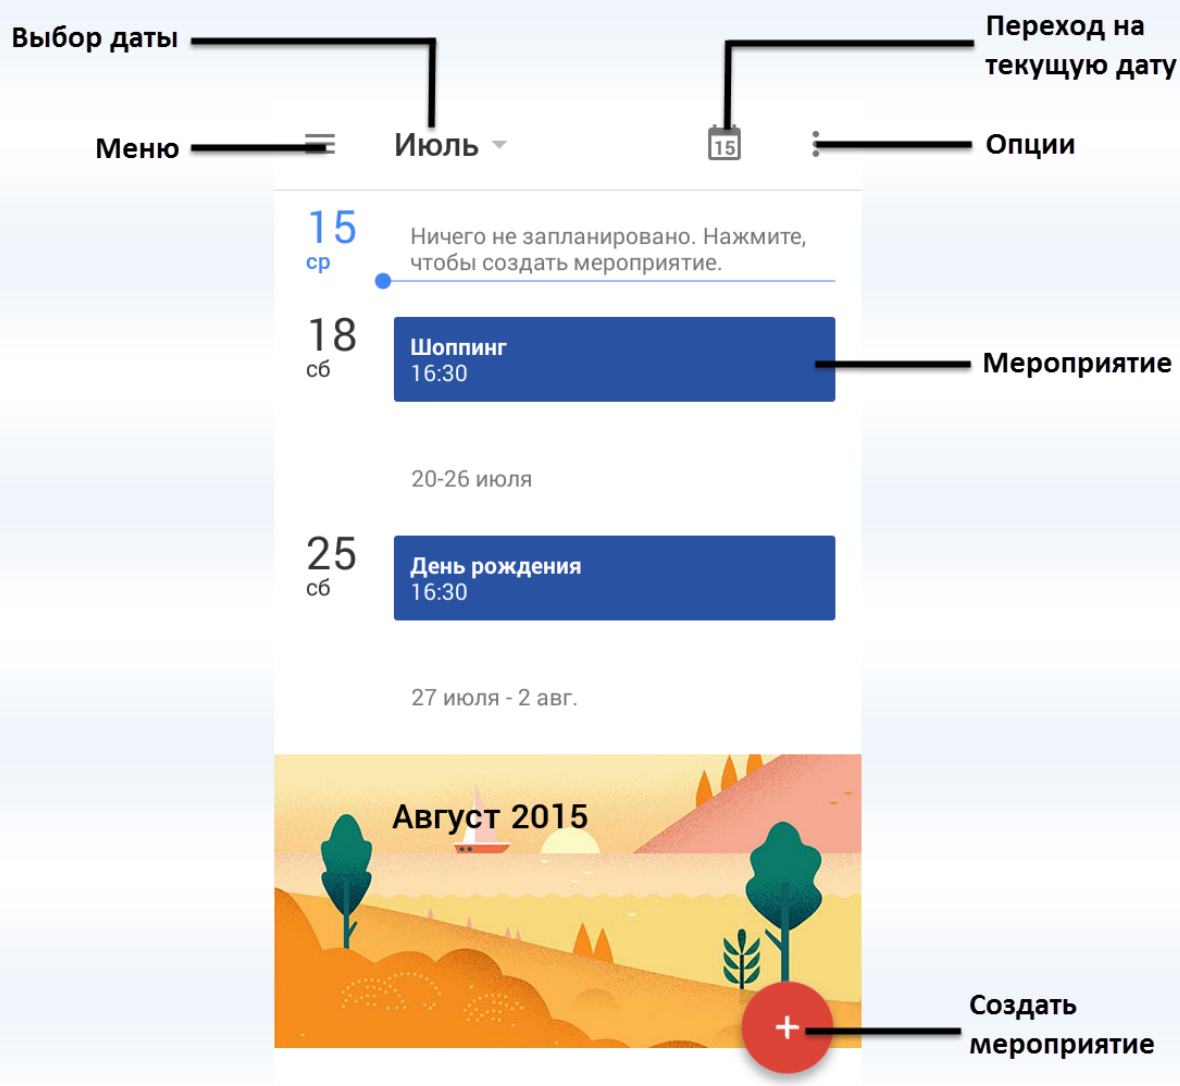 Выбор даты
Переход на
текущую дату
Меню
Июль
15
Опции
15
ср
Ничего не запланировано. Нажмите,
чтобы создать мероприятие.
18
сб
Шоппинг
16:30
Мероприятие
20-26 июля
25
сб
День рождения
16:30
27 июля - 2 авг.
Август 2015
Создать
мероприятие